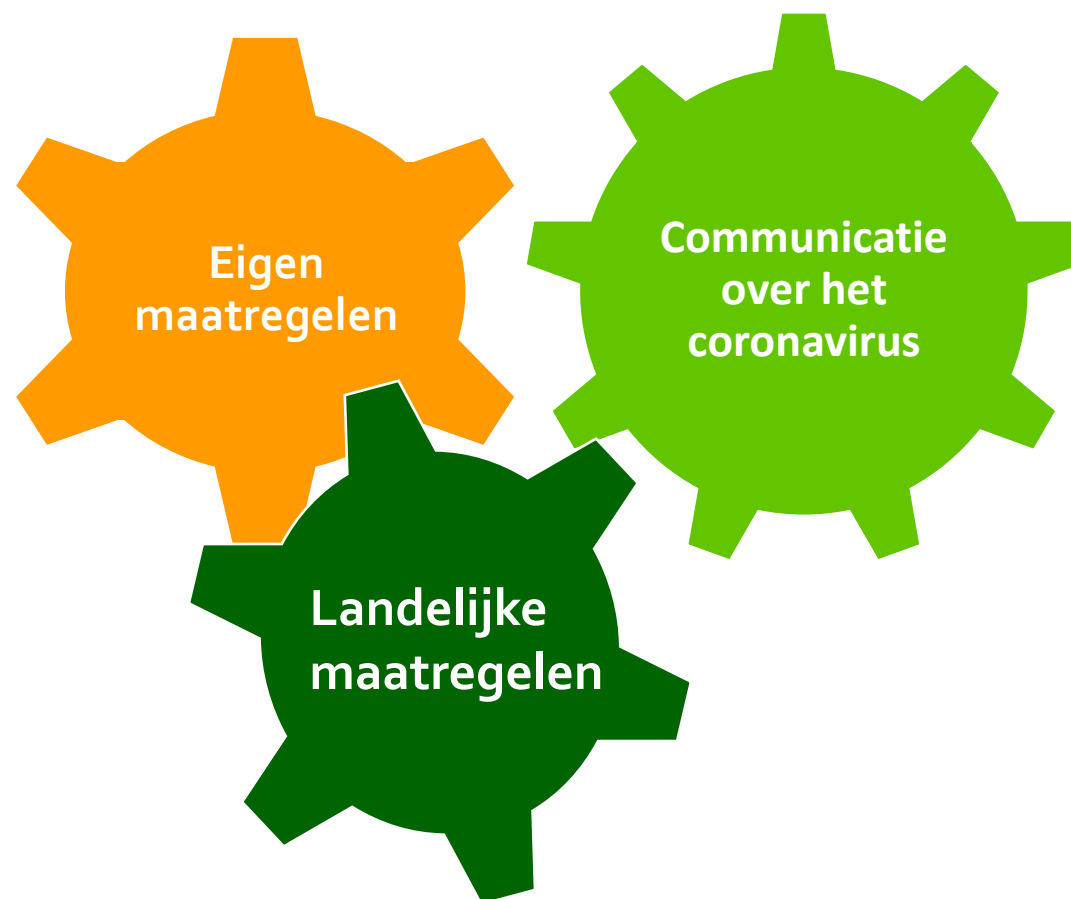 Eigen
maatregelen
Communicatie
over het
coronavirus
Landelijke
maatregelen